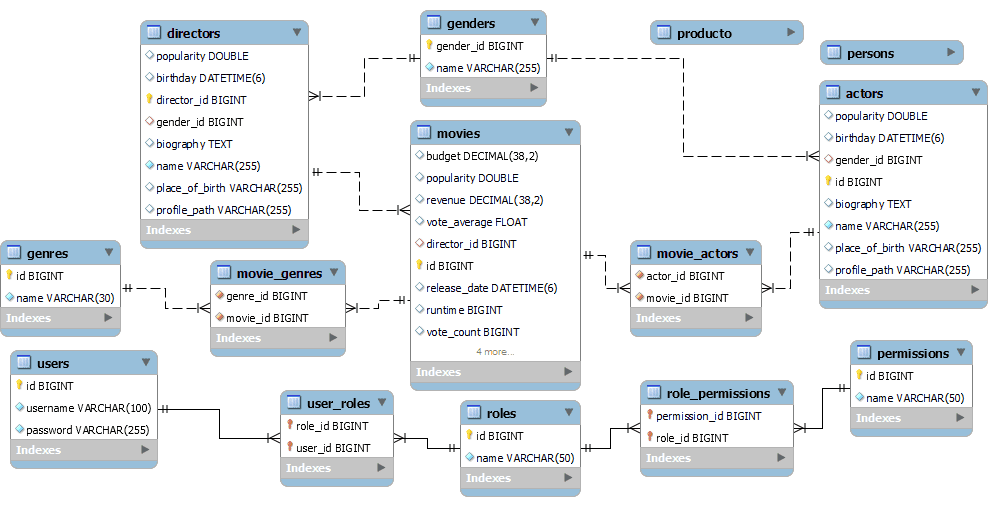 directors
popularity DOUBLE
birthday DATETIME(6)
director_id BIGINT
gender_id BIGINT
biography TEXT
name VARCHAR(255)
place_of_birth VARCHAR(255)
profile_path VARCHAR(255)
Indexes
genders
gender_id BIGINT
name VARCHAR(255)
Indexes
producto
persons
actors
popularity DOUBLE
birthday DATETIME(6)
gender_id BIGINT
id BIGINT
biography TEXT
name VARCHAR(255)
place_of_birth VARCHAR(255)
profile_path VARCHAR(255)
Indexes
movies
budget DECIMAL(38,2)
popularity DOUBLE
revenue DECIMAL(38,2)
vote_average FLOAT
director_id BIGINT
id BIGINT
release_date DATETIME(6)
runtime BIGINT
vote_count BIGINT
4 more...
Indexes
genres
id BIGINT
name VARCHAR(30)
Indexes
movie_genres
genre_id BIGINT
movie_id BIGINT
Indexes
movie_actors
actor_id BIGINT
movie_id BIGINT
Indexes
users
id BIGINT
username VARCHAR(100)
password VARCHAR(255)
Indexes
user_roles
role_id BIGINT
user_id BIGINT
Indexes
roles
id BIGINT
name VARCHAR(50)
Indexes
role_permissions
permission_id BIGINT
role_id BIGINT
Indexes
permissions
id BIGINT
name VARCHAR(50)
Indexes